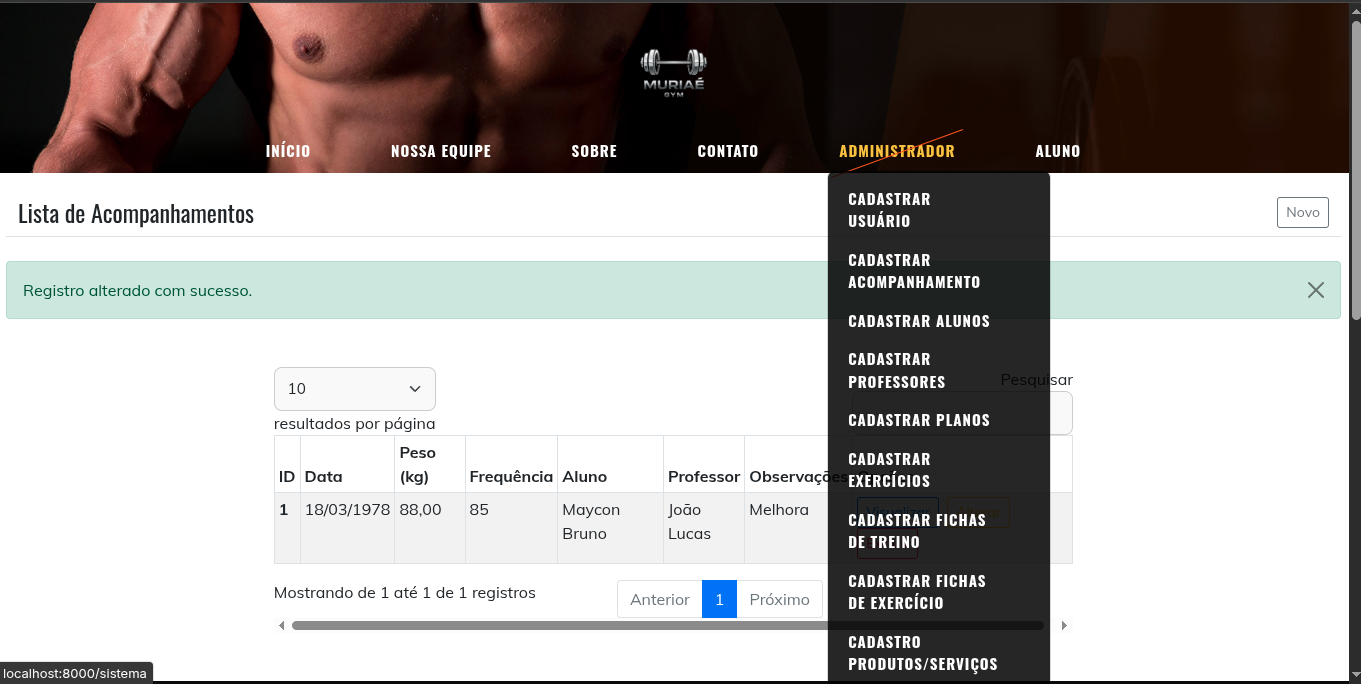 MURIAÉ
GYM
INÍCIO
NOSSA EQUIPE
SOBRE
CONTATO
ADMINISTRADOR
ALUNO
CADASTRAR
USUÁRIO
CADASTRAR
ACOMPANHAMENTO
CADASTRAR ALUNOS
CADASTRAR
PROFESSORES
CADASTRAR PLANOS
CADASTRAR
EXERCÍCIOS
CADASTRAR FICHAS
DE TREINO
CADASTRAR FICHAS
DE EXERCÍCIO
CADASTRO
PRODUTOS/SERVIÇOS
Lista de Acompanhamentos
Novo
Registro alterado com sucesso.
10
resultados por página
Pesquisar
ID
Data
Peso
(kg)
Frequência
Aluno
Professor
Observações
1
18/03/1978
88,00
85
Maycon
Bruno
João
Lucas
Melhora
Visualizar
Mostrando de 1 até 1 de 1 registros
Anterior
1
Próximo
localhost:8000/sistema